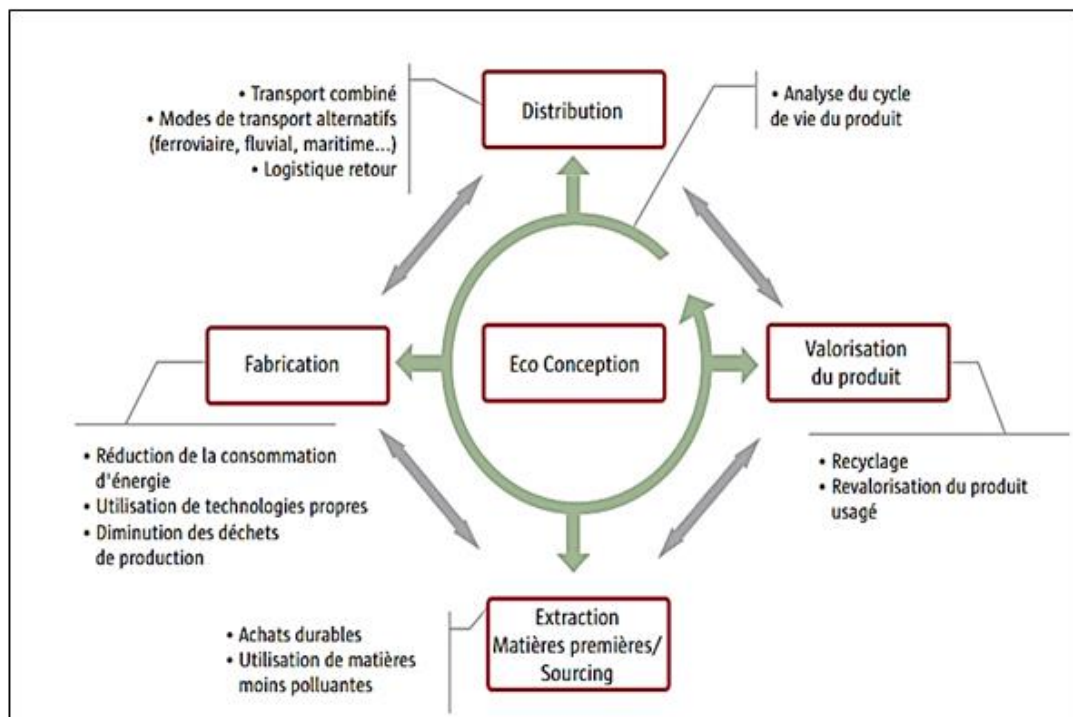 • Transport combiné
• Modes de transport alternatifs
(ferroviaire, fluvial, maritime...)
• Logistique retour
Distribution
• Analyse du cycle
de vie du produit
Fabrication
Eco Conception
Valorisation
du produit
• Réduction de la consommation
d'énergie
• Utilisation de technologies propres
• Diminution des déchets
de production
• Recyclage
• Revalorisation du produit
usagé
• Achats durables
• Utilisation de matières
moins polluantes
Extraction
Matières premières/
Sourcing